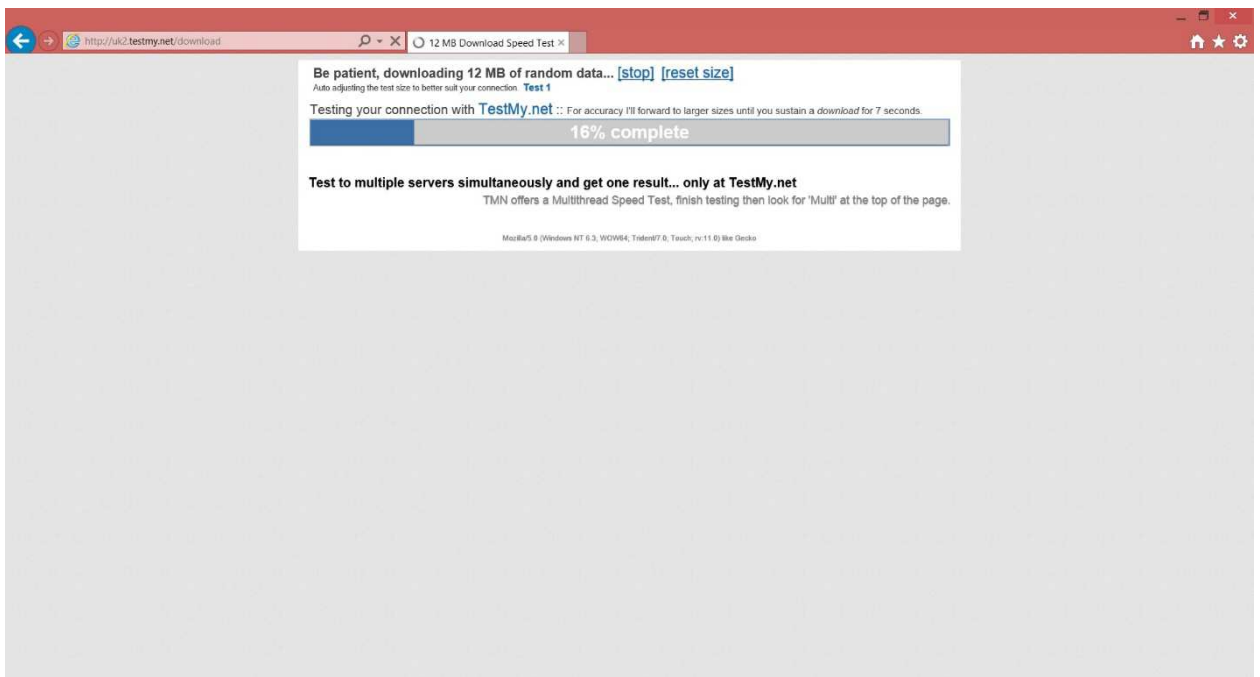 http://uk2.testmy.net/download
12 MB Download Speed Test
Be patient, downloading 12 MB of random data... [stop] [reset size]
Auto adjusting the test size to better suit your connection. Test 1
Testing your connection with TestMy.net :: For accuracy I'll forward to larger sizes until you sustain a download for 7 seconds.
16% complete
Test to multiple servers simultaneously and get one result... only at TestMy.net
TMN offers a Multithread Speed Test, finish testing then look for 'Multi' at the top of the page.
Mozilla/5.0 (Windows NT 6.3; WOW64; Trident/7.0; Touch; rv:11.0) like Gecko